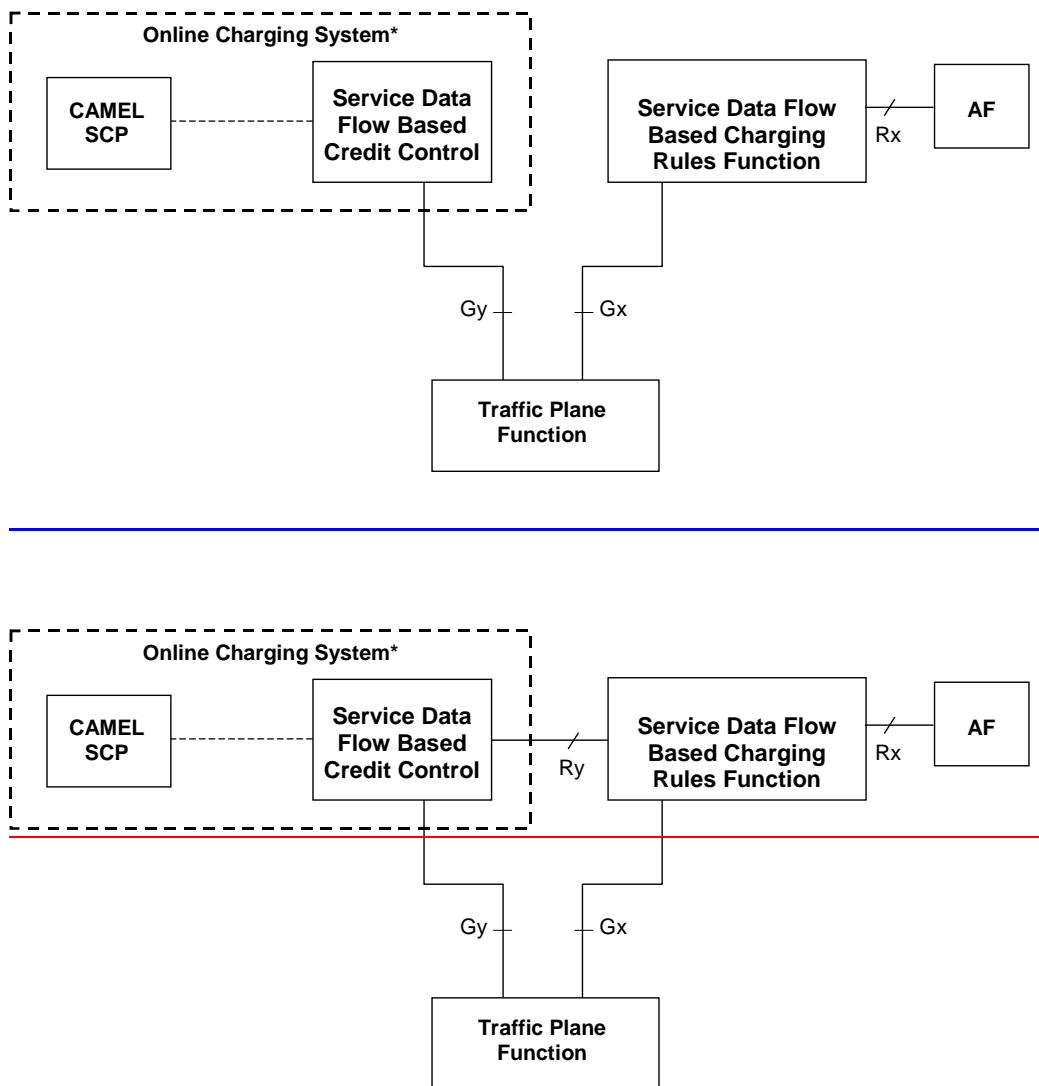 Online Charging System*
CAMEL
SCP
Service Data
Flow Based
Credit Control
Service Data Flow
Based Charging
Rules Function
Rx
AF
Gy
Gx
Traffic Plane
Function
Online Charging System*
CAMEL
SCP
Service Data
Flow Based
Credit Control
Ry
Service Data Flow
Based Charging
Rules Function
Rx
AF
Gy
Gx
Traffic Plane
Function